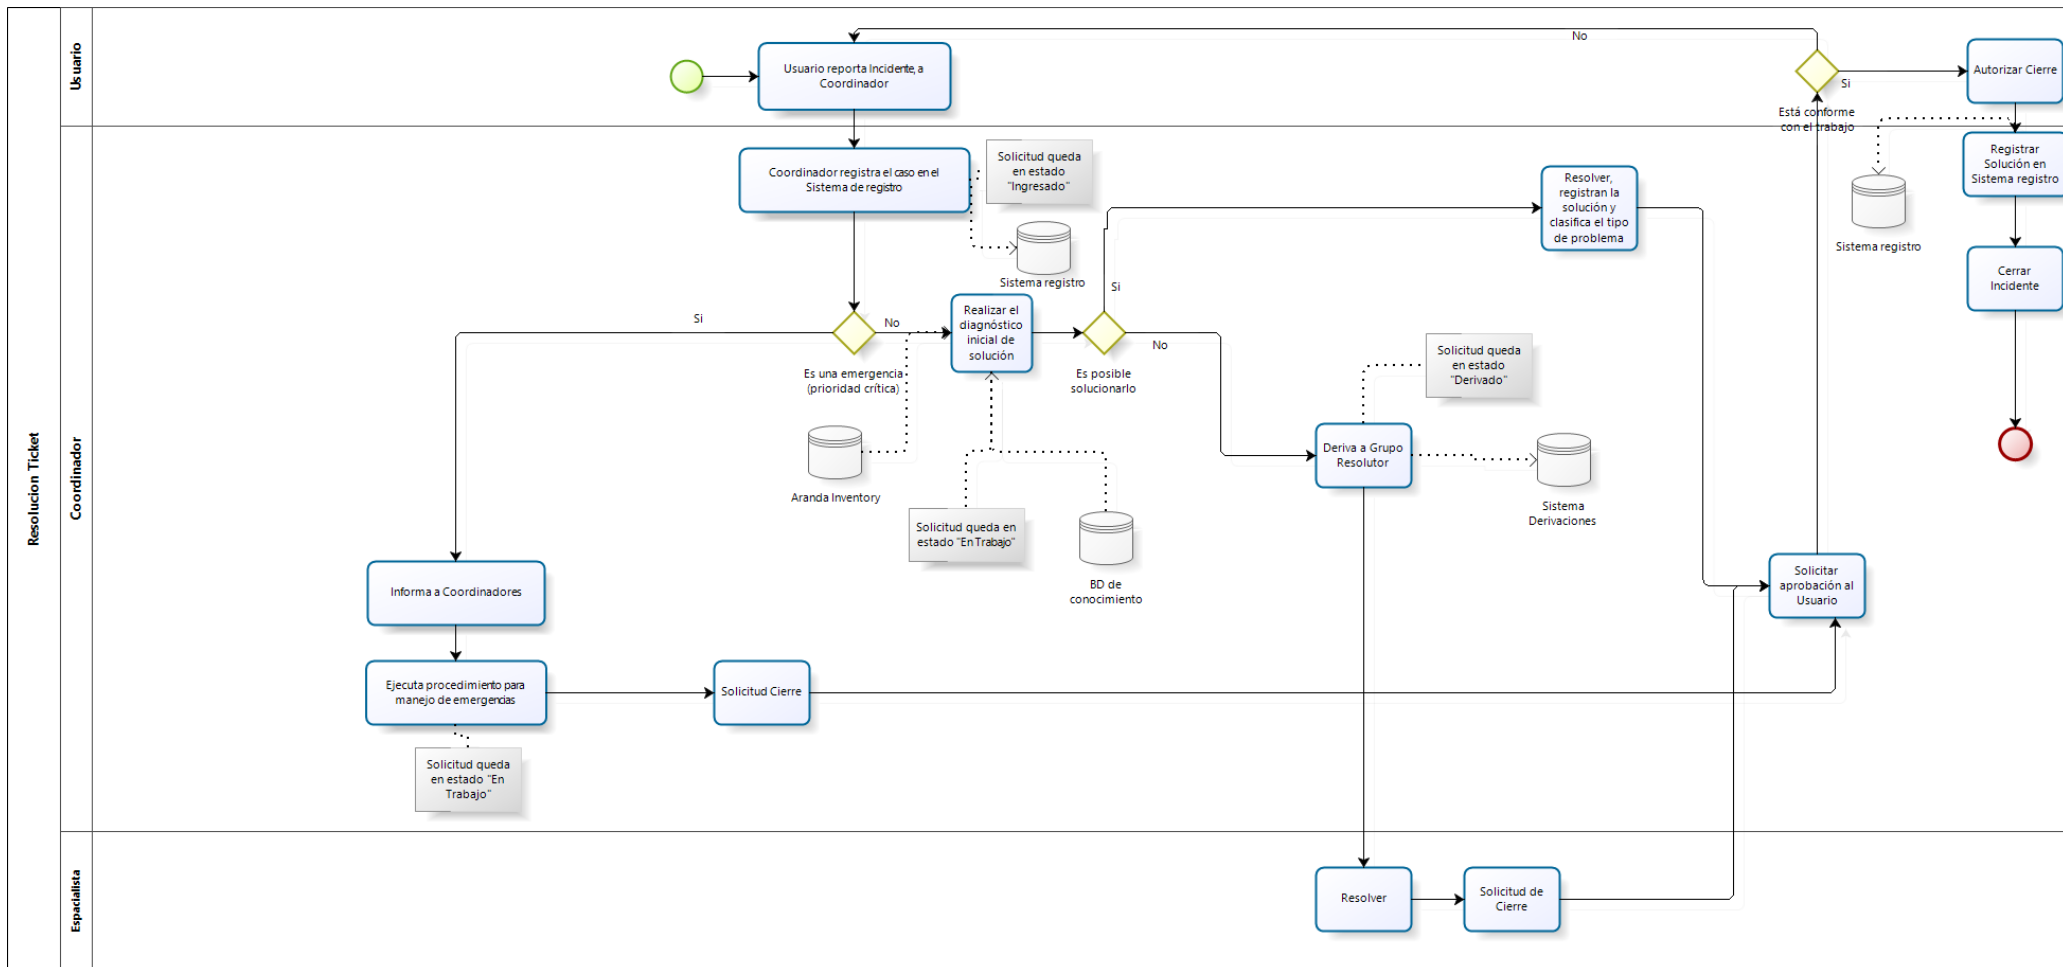 Resolucion Ticket
Usuario
Usuario reporta Incidente, a
Coordinador
No
Si
Está conforme
con el trabajo
Autorizar Cierre
Coordinador
Coordinador registra el caso en el
Sistema de registro
Solicitud queda
en estado
"Ingresado"
Sistema registro
Resolver,
registran la
solución y
clasifica el tipo
de problema
Sistema registro
Registrar
Solución en
Sistema registro
Cerrar
Incidente
Si
No
Es una emergencia
(prioridad crítica)
Realizar el
diagnóstico
inicial de
solución
Si
No
Es posible
solucionarlo
Solicitud queda
en estado
"Derivado"
Aranda Inventory
Solicitud queda en
estado "En Trabajo"
BD de
conocimiento
Deriva a Grupo
Resolutor
Sistema
Derivaciones
Informa a Coordinadores
Solicitar
aprobación al
Usuario
Ejecuta procedimiento para
manejo de emergencias
Solicitud Cierre
Solicitud queda
en estado "En
Trabajo"
Espacialista
Resolver
Solicitud de
Cierre